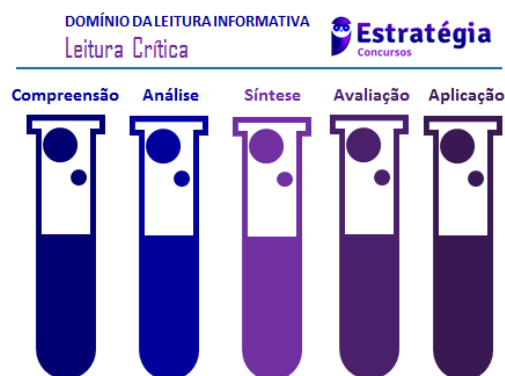 DOMÍNIO DA LEITURA INFORMATIVA
Leitura Crítica
Estratégia
Concursos
Compreensão Análise Síntese Avaliação Aplicação